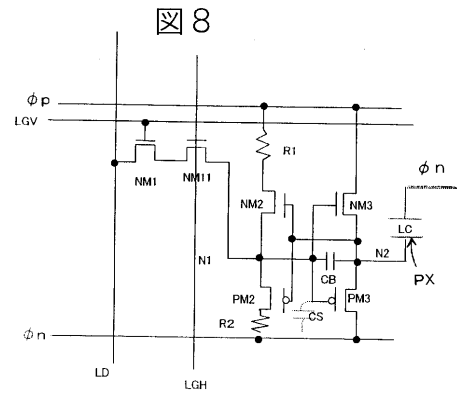 図8
φp
LGV
R1
φn
NM1
NM11
NM2
NM3
LC
N1
N2
CB
PX
PM2
PM3
CS
R2
φn
LD
LGH